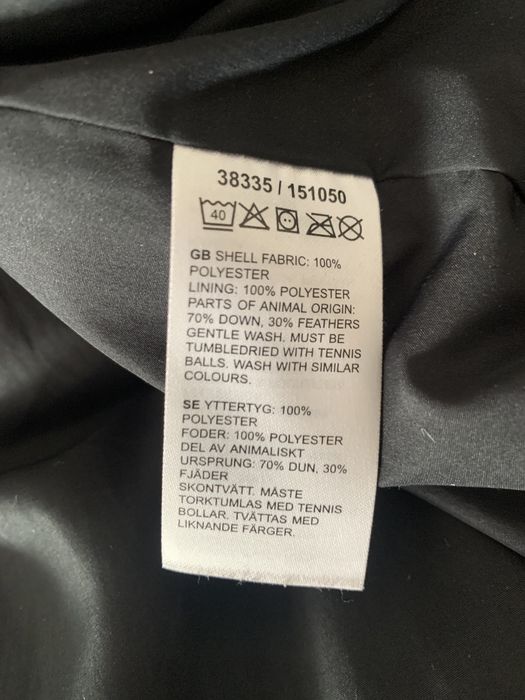 38335 / 151050
40
GB SHELL FABRIC: 100%
POLYESTER
LINING: 100% POLYESTER
PARTS OF ANIMAL ORIGIN:
70% DOWN, 30% FEATHERS
GENTLE WASH. MUST BE
TUMBLEDRIED WITH TENNIS
BALLS. WASH WITH SIMILAR
COLOURS.
SE YTTERTYG: 100%
POLYESTER
FODER: 100% POLYESTER
DEL AV ANIMALISKT
URSPRUNG: 70% DUN, 30%
FJÄDER
SKONTVÄTT. MÅSTE
TORKTUMLAS MED TENNIS
BOLLAR. TVÄTTAS MED
LIKNANDE FÄRGER.